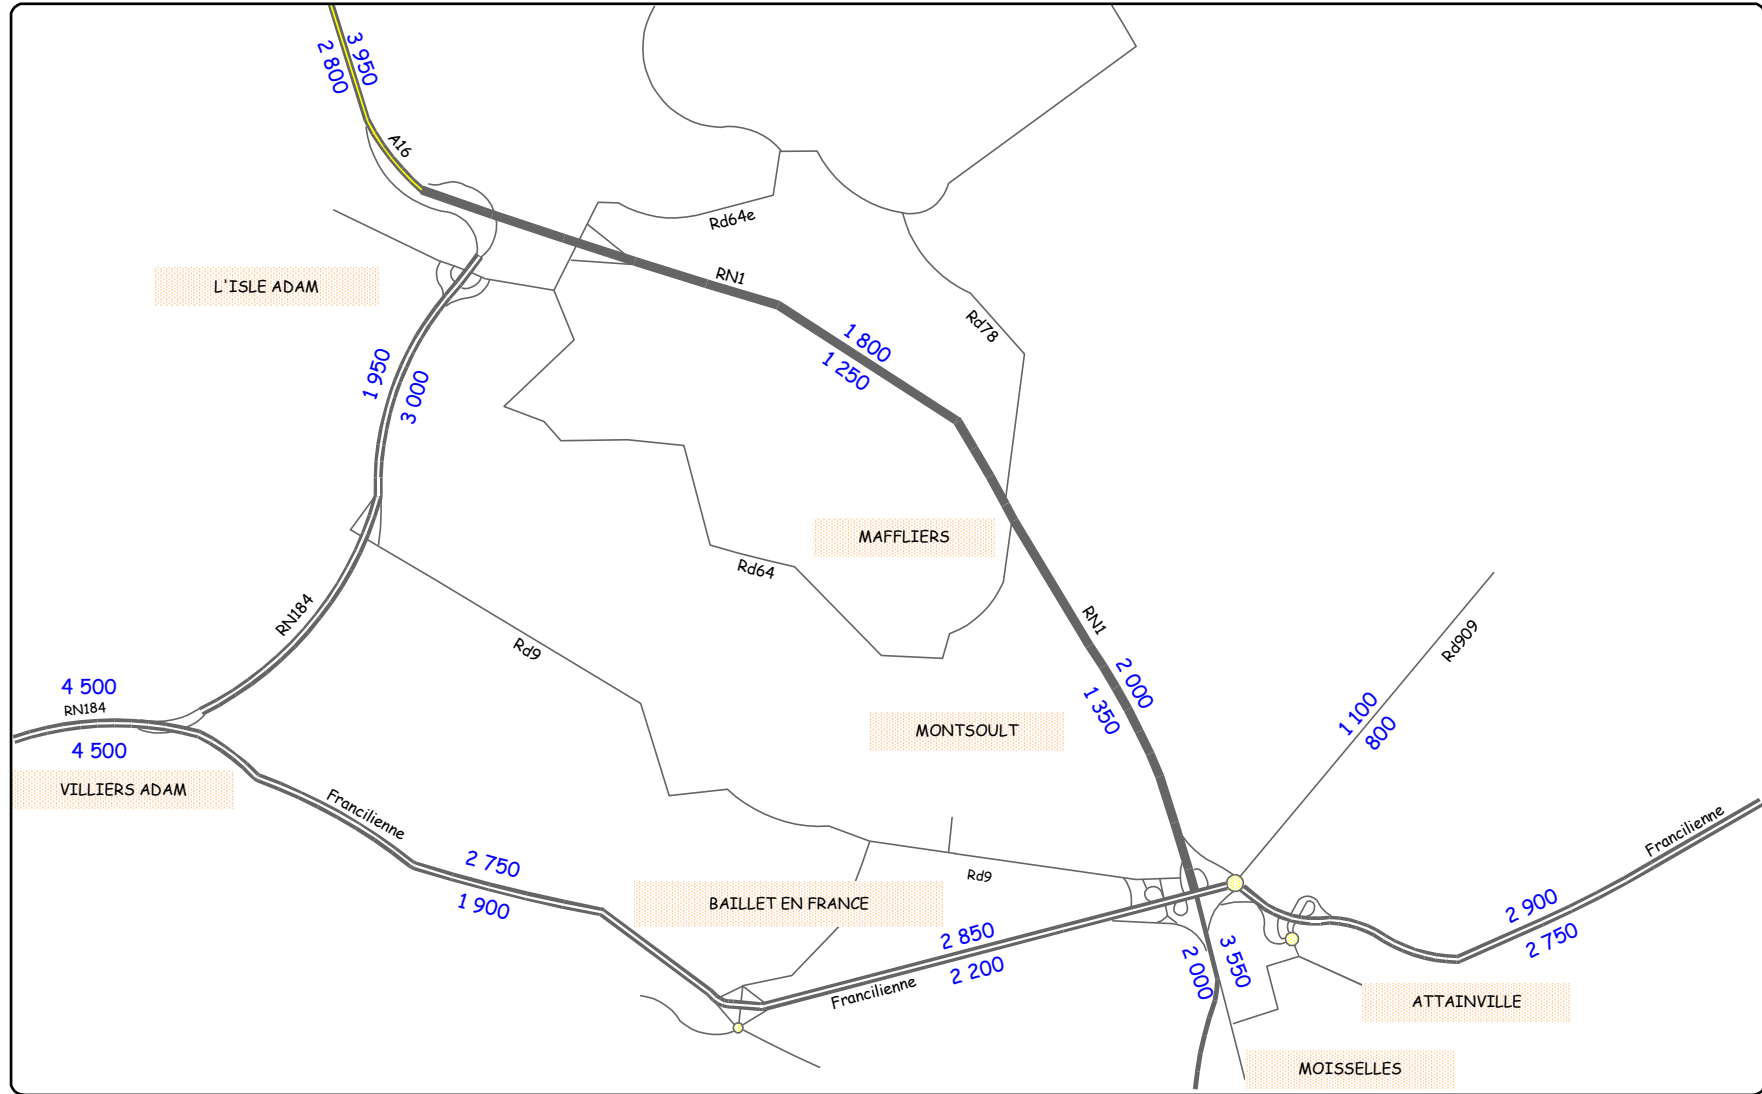 3 950
2 800
A16
Rd64e
L'ISLE ADAM
RN1
Rd78
1 800
1 250
1 950
3 000
MAFFLIERS
Rd64
RN184
RN1
Rd9
Rd909
4 500
RN184
4 500
2 000
1 350
1100
800
MONTSOULT
VILLIERS ADAM
Francilienne
Francilienne
2 750
1 900
Rd9
BAILLET EN FRANCE
2 850
2 200
Francilienne
2 000
3 550
2 900
2 750
ATTAINVILLE
MOISSELLES